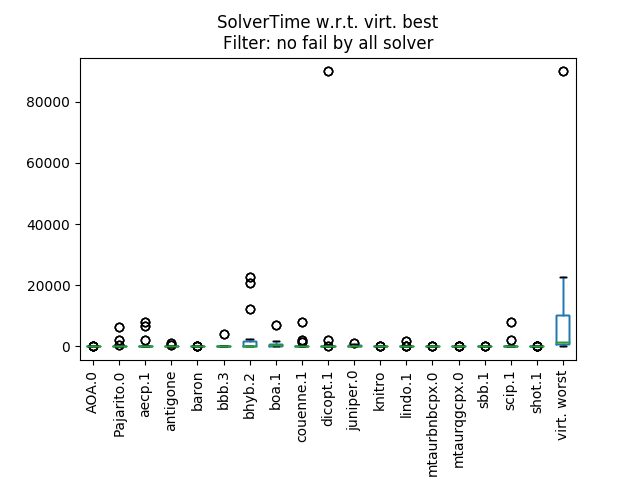 SolverTime w.r.t. virt. best
Filter: no fail by all solver
80000
60000
40000
20000
0
AOA.0
Pajarito.0
aecp.1
antigone
baron
bbb.3
bhyb.2
boa.1
couenne.1
dicopt.1
juniper.0
knitro
lindo.1
mtaurbnbcpx.0
mtaurqgcpx.0
sbb.1
scip.1
shot.1
virt. worst